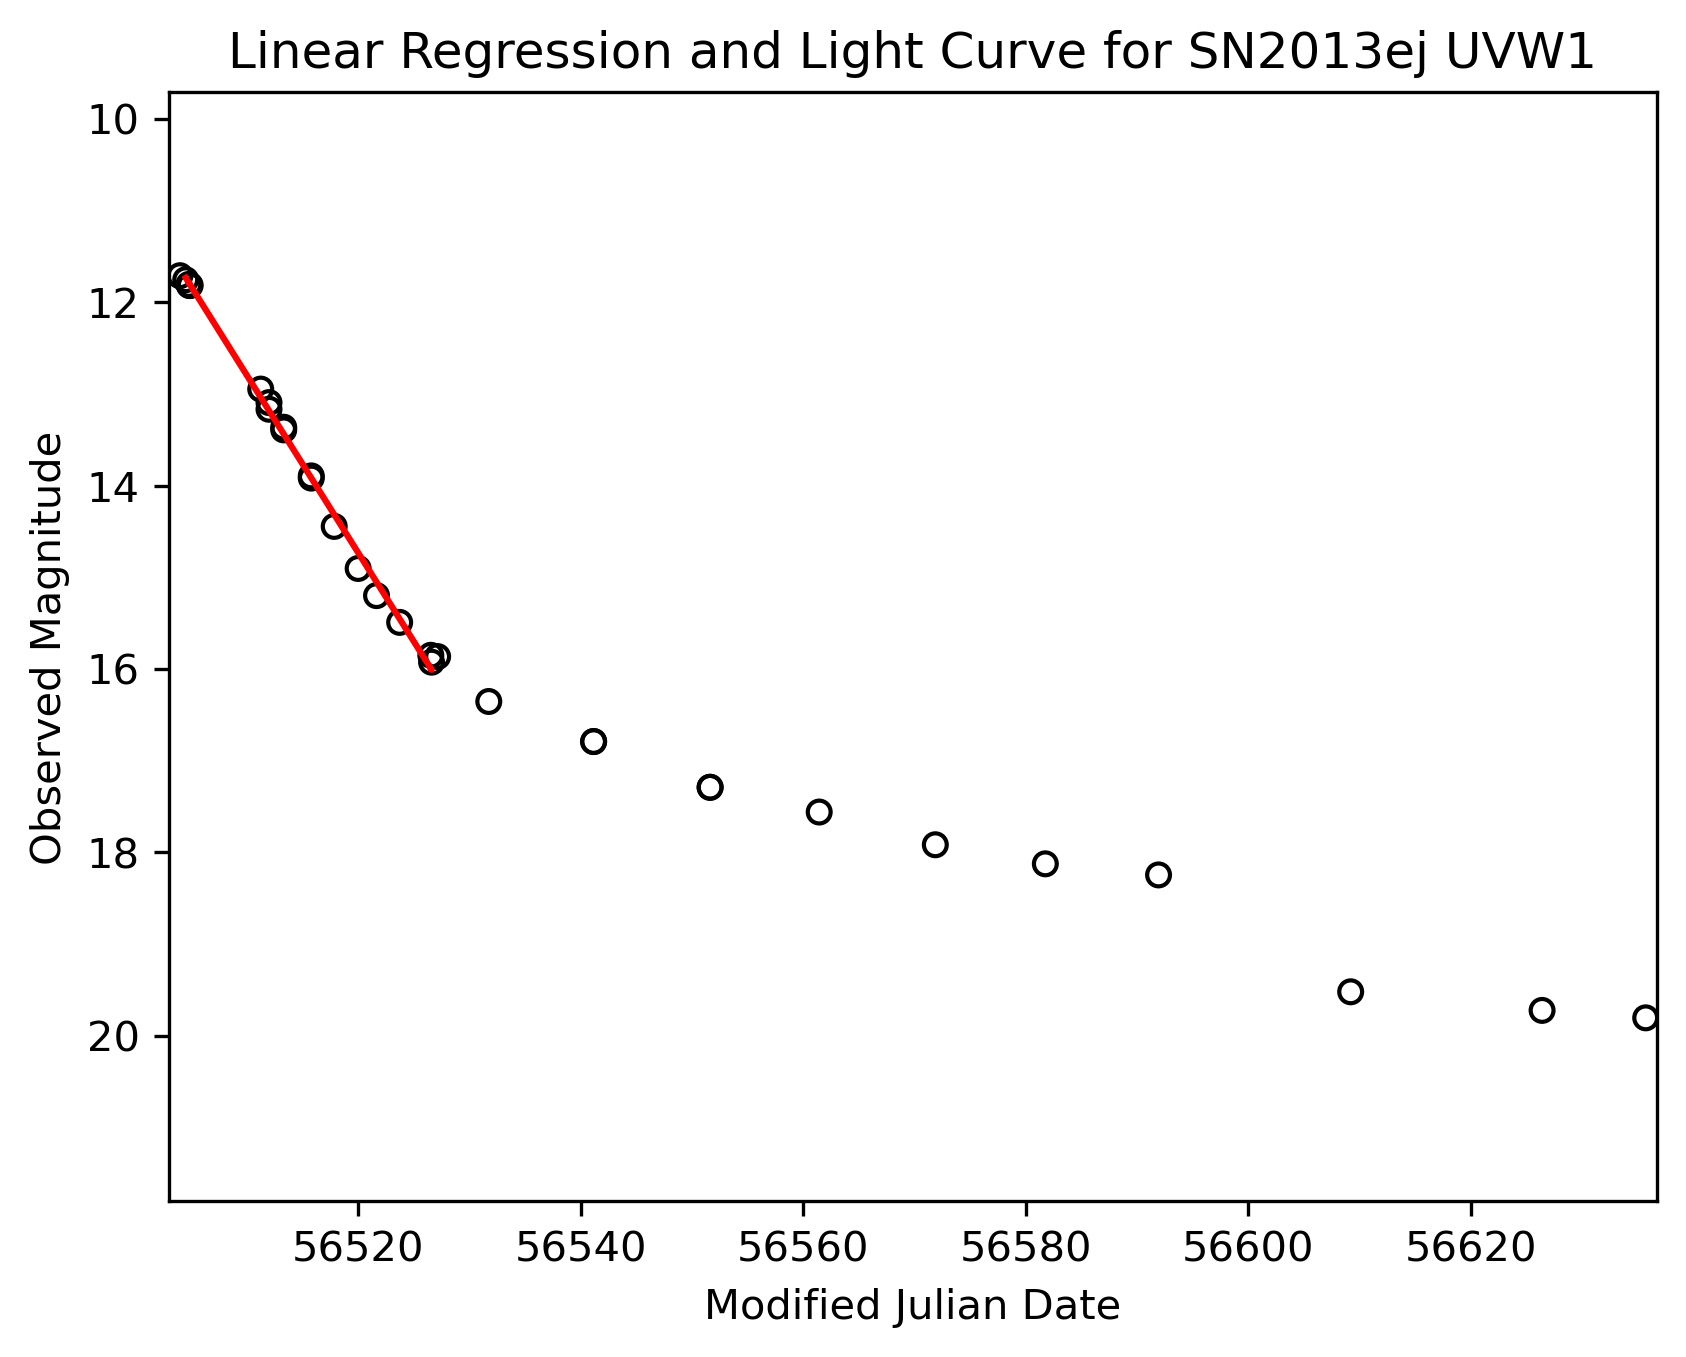 Linear Regression and Light Curve for SN2013ej UVW1
10
12
14
16
18
20
Observed Magnitude
56520 56540 56560 56580 56600 56620
Modified Julian Date